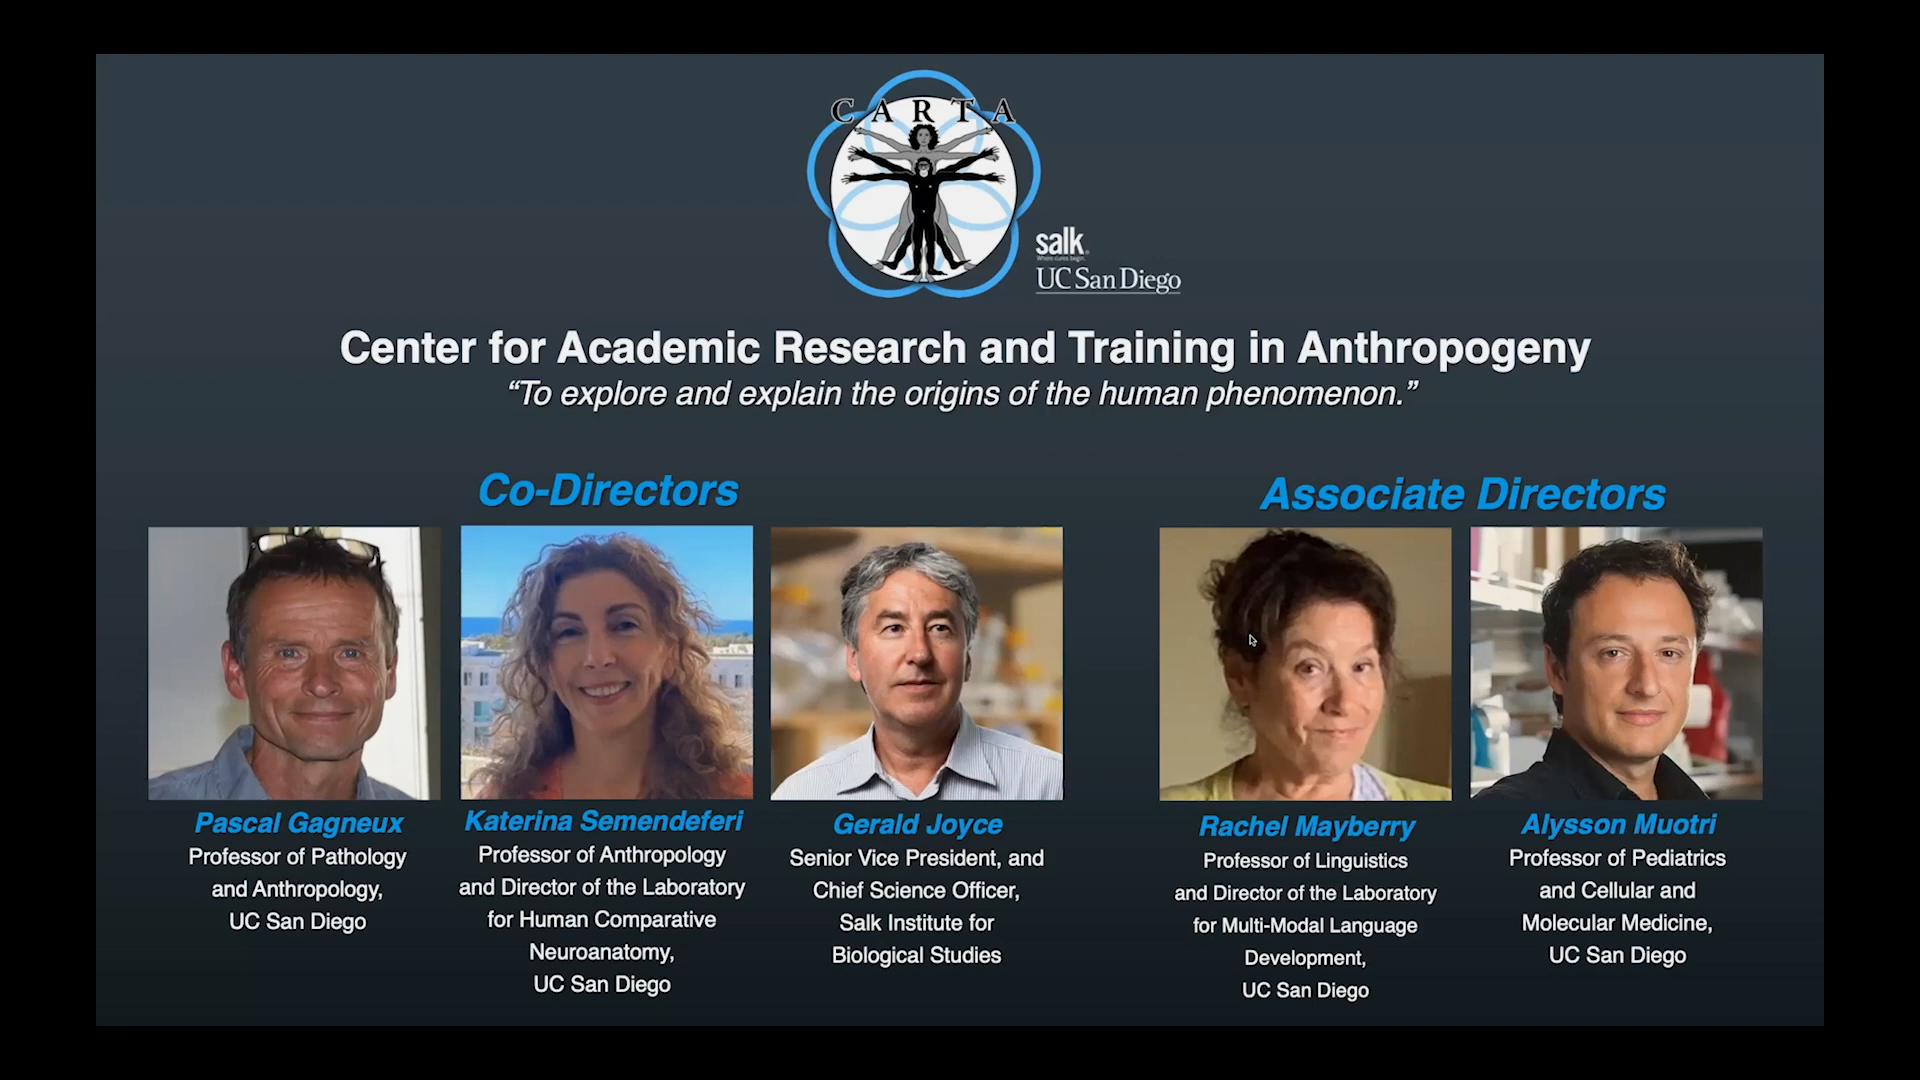 CARTA
salk
Where cures begin.
UC San Diego
Center for Academic Research and Training in Anthropogeny
“To explore and explain the origins of the human phenomenon.”
Co-Directors
Pascal Gagneux
Professor of Pathology
and Anthropology,
UC San Diego
Katerina Semendeferi
Professor of Anthropology
and Director of the Laboratory
for Human Comparative
Neuroanatomy,
UC San Diego
Gerald Joyce
Senior Vice President, and
Chief Science Officer,
Salk Institute for
Biological Studies
Associate Directors
Rachel Mayberry
Professor of Linguistics
and Director of the Laboratory
for Multi-Modal Language
Development,
UC San Diego
Alysson Muotri
Professor of Pediatrics
and Cellular and
Molecular Medicine,
UC San Diego